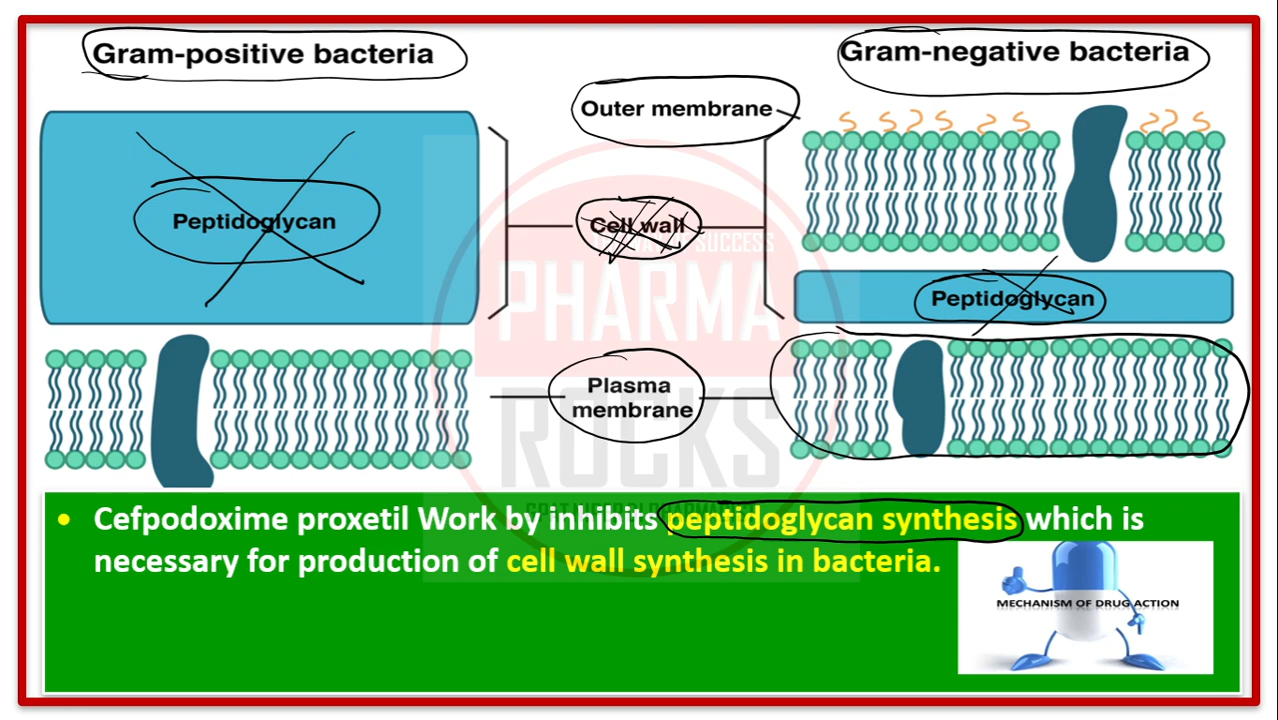 Gram-positive bacteria
Gram-negative bacteria
Outer membrane
Peptidoglycan
Cell wall
SUCCESS
PHARMA
Peptidoglycan
Plasma
membrane
ROCKS
• Cefpodoxime proxetil Work by inhibits peptidoglycan synthesis which is
necessary for production of cell wall synthesis in bacteria.
MECHANISM OF DRUG ACTION